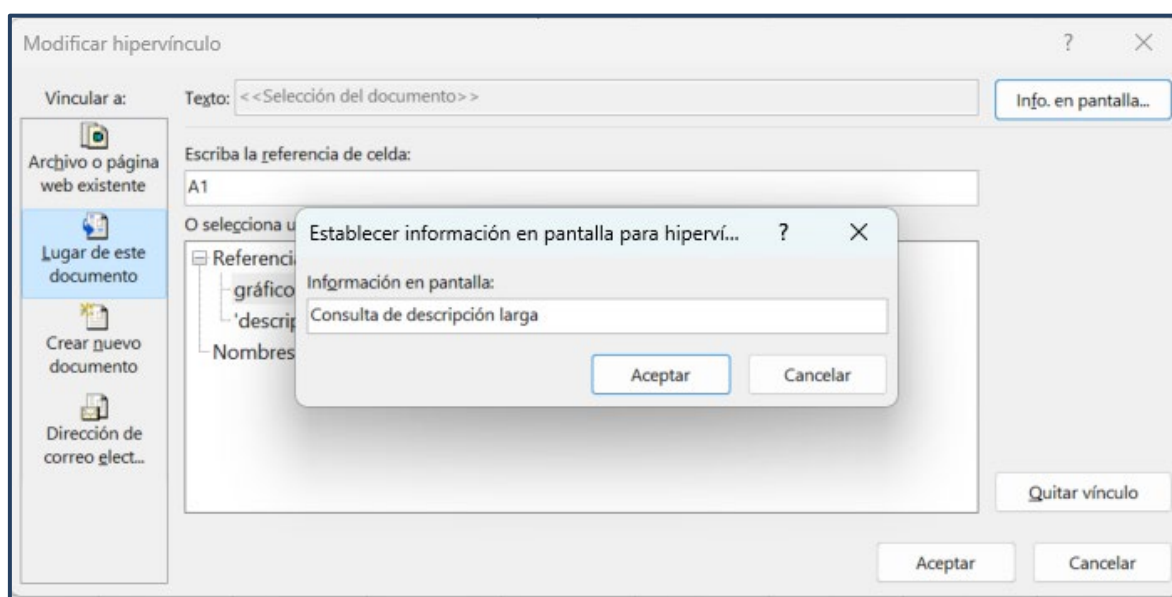 Modificar hipervínculo
?
Vincular a:
Texto: <<Selección del documento>>
Info. en pantalla...
Archivo o página
web existente
Lugar de este
documento
Crear nuevo
documento
Dirección de
correo elect...
Escriba la referencia de celda:
A1
O selecciona
Referenci
gráfico
'descrip
Nombres
Establecer información en pantalla para hiperví...
?
Información en pantalla:
Consulta de descripción larga
Aceptar
Cancelar
Quitar vínculo
Aceptar
Cancelar